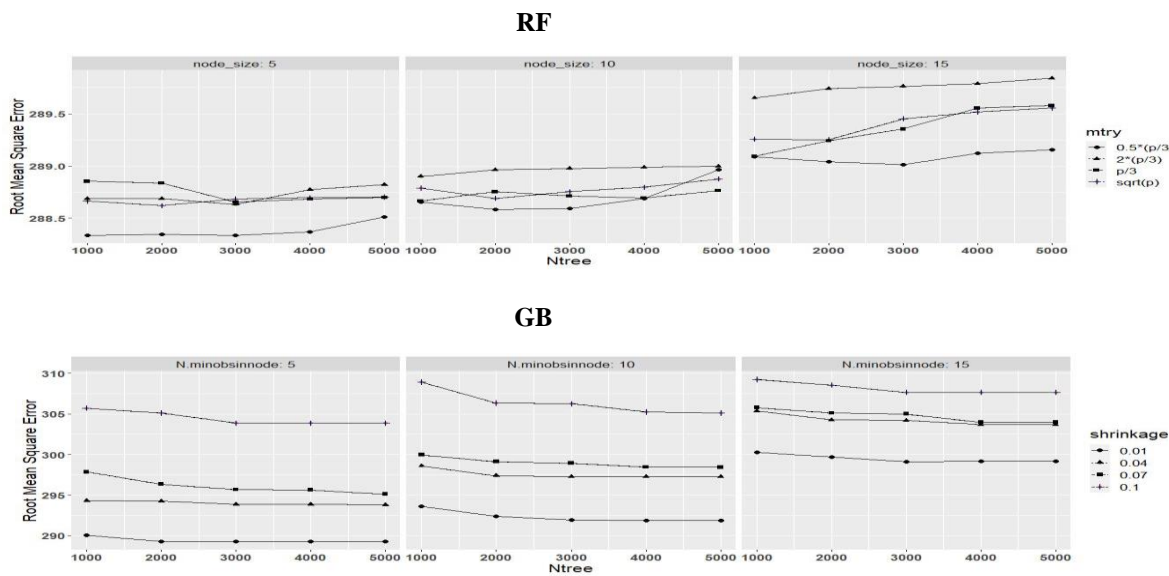 RF
node_size: 5
node_size: 10
node_size: 15
Root Mean Square Error
289.5
289.0
288.5
1000 2000 3000 4000 5000
1000 2000 3000 4000 5000
1000 2000 3000 4000 5000
Ntree
mtry
0.5*(p/3
2*(p/3)
p/3
sqrt(p)
GB
N.minobsinnode: 5
N.minobsinnode: 10
N.minobsinnode: 15
Root Mean Square Error
310
305
300
295
290
1000 2000 3000 4000 5000
1000 2000 3000 4000 5000
1000 2000 3000 4000 5000
Ntree
shrinkage
0.01
0.04
0.07
0.1